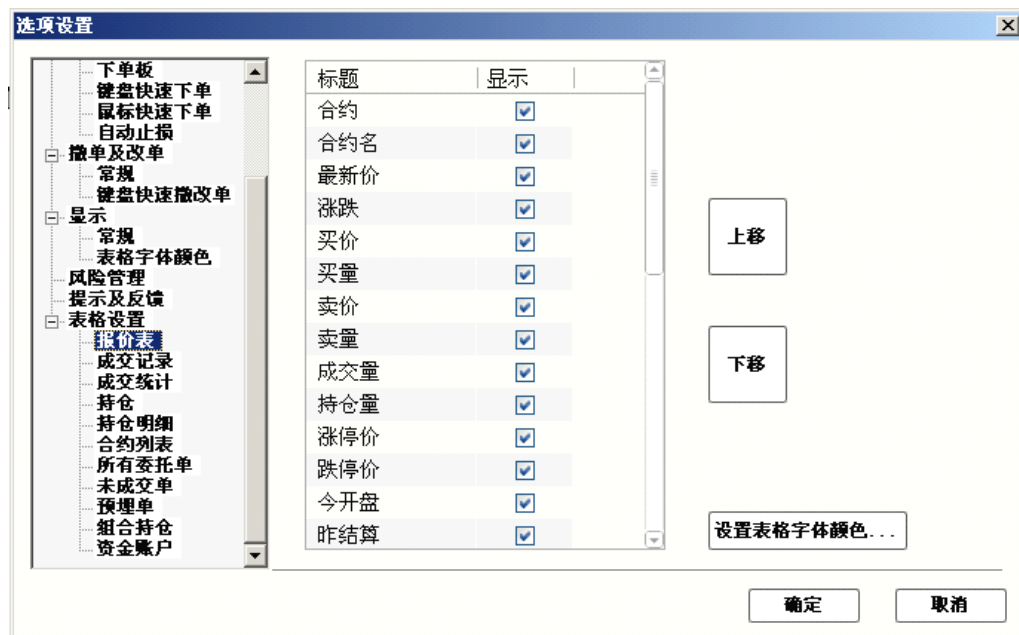 选项设置
下单板
键盘快速下单
鼠标快速下单
自动止损
撤单及改单
常规
键盘快速撤改单
显示
常规
表格字体颜色
风险管理
提示及反馈
表格设置
报价表
成交记录
成交统计
持仓
持仓明细
合约列表
所有委托单
未成交单
预埋单
组合持仓
资金账户
标题 显示
合约
合约名
最新价
涨跌
买价
买量
卖价
卖量
成交量
持仓量
涨停价
跌停价
今开盘
昨结算
上移
下移
设置表格字体颜色...
确定 取消